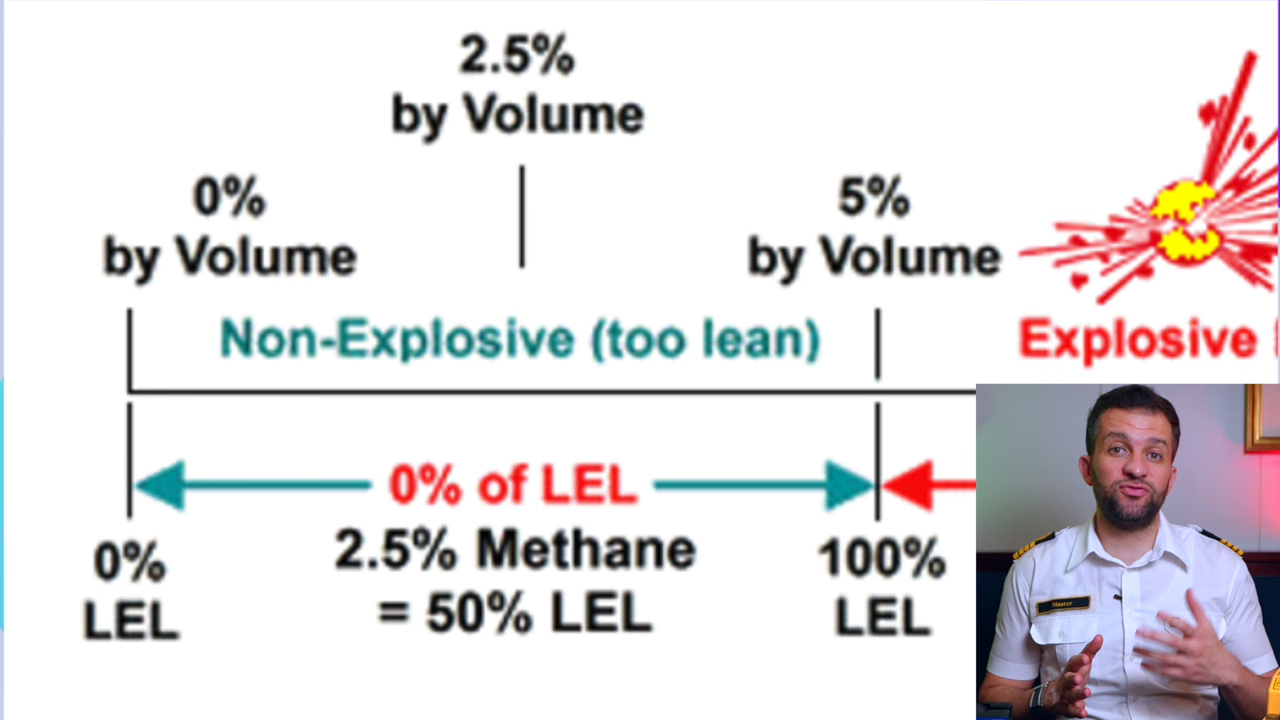 2.5%
by Volume
0%
by Volume
5%
by Volume
Non-Explosive (too lean)
Explosive
0% of LEL
2.5% Methane
= 50% LEL
0%
LEL
100%
LEL
Master